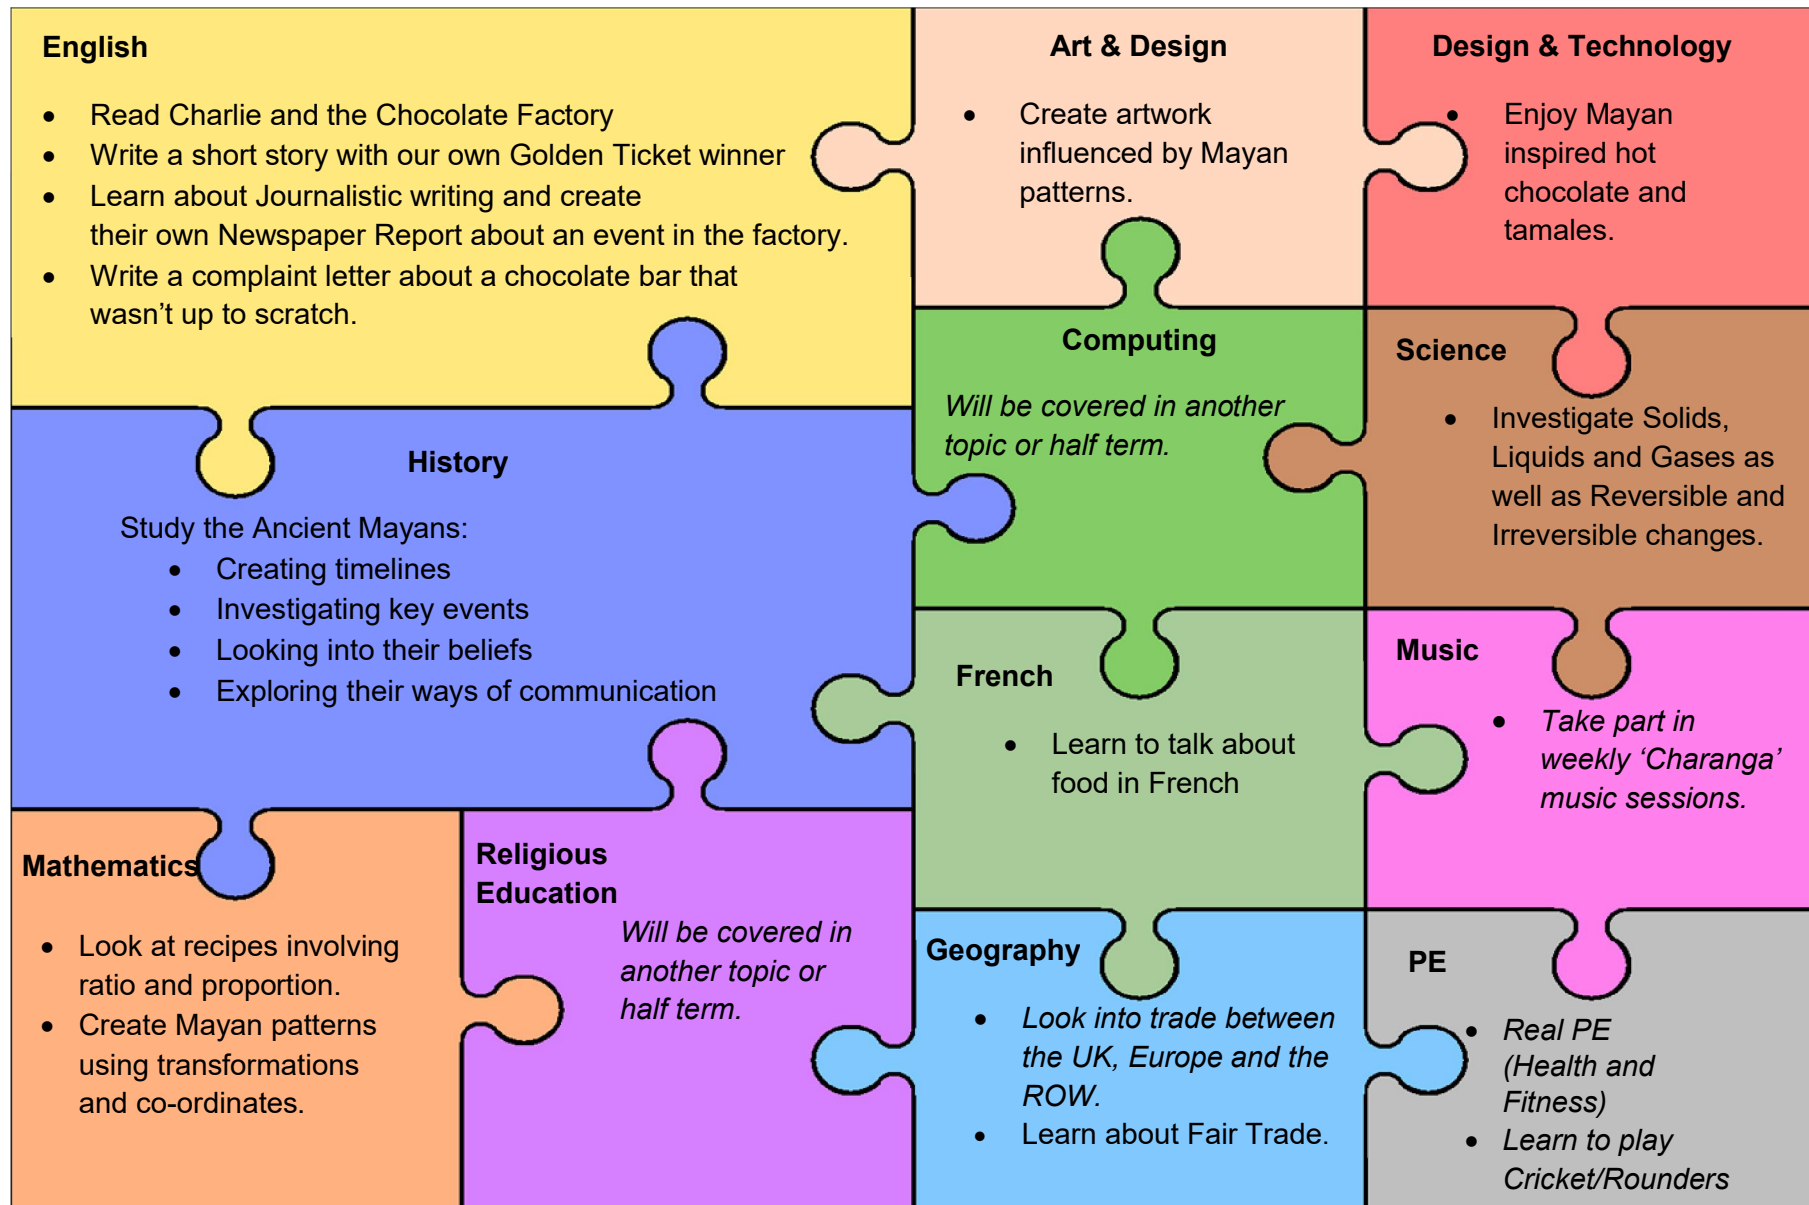 English
• Read Charlie and the Chocolate Factory
• Write a short story with our own Golden Ticket winner
• Learn about Journalistic writing and create
their own Newspaper Report about an event in the factory.
• Write a complaint letter about a chocolate bar that
wasn’t up to scratch.
Art & Design
• Create artwork
influenced by Mayan
patterns.
Design & Technology
• Enjoy Mayan
inspired hot
chocolate and
tamales.
Computing
Will be covered in another
topic or half term.
Science
• Investigate Solids,
Liquids and Gases as
well as Reversible and
Irreversible changes.
History
Study the Ancient Mayans:
• Creating timelines
• Investigating key events
• Looking into their beliefs
• Exploring their ways of communication
French
• Learn to talk about
food in French
Music
• Take part in
weekly ‘Charanga’
music sessions.
Mathematics
• Look at recipes involving
ratio and proportion.
• Create Mayan patterns
using transformations
and co-ordinates.
Religious
Education
Will be covered in
another topic or
half term.
Geography
• Look into trade between
the UK, Europe and the
ROW.
• Learn about Fair Trade.
PE
• Real PE
(Health and
Fitness)
• Learn to play
Cricket/Rounders